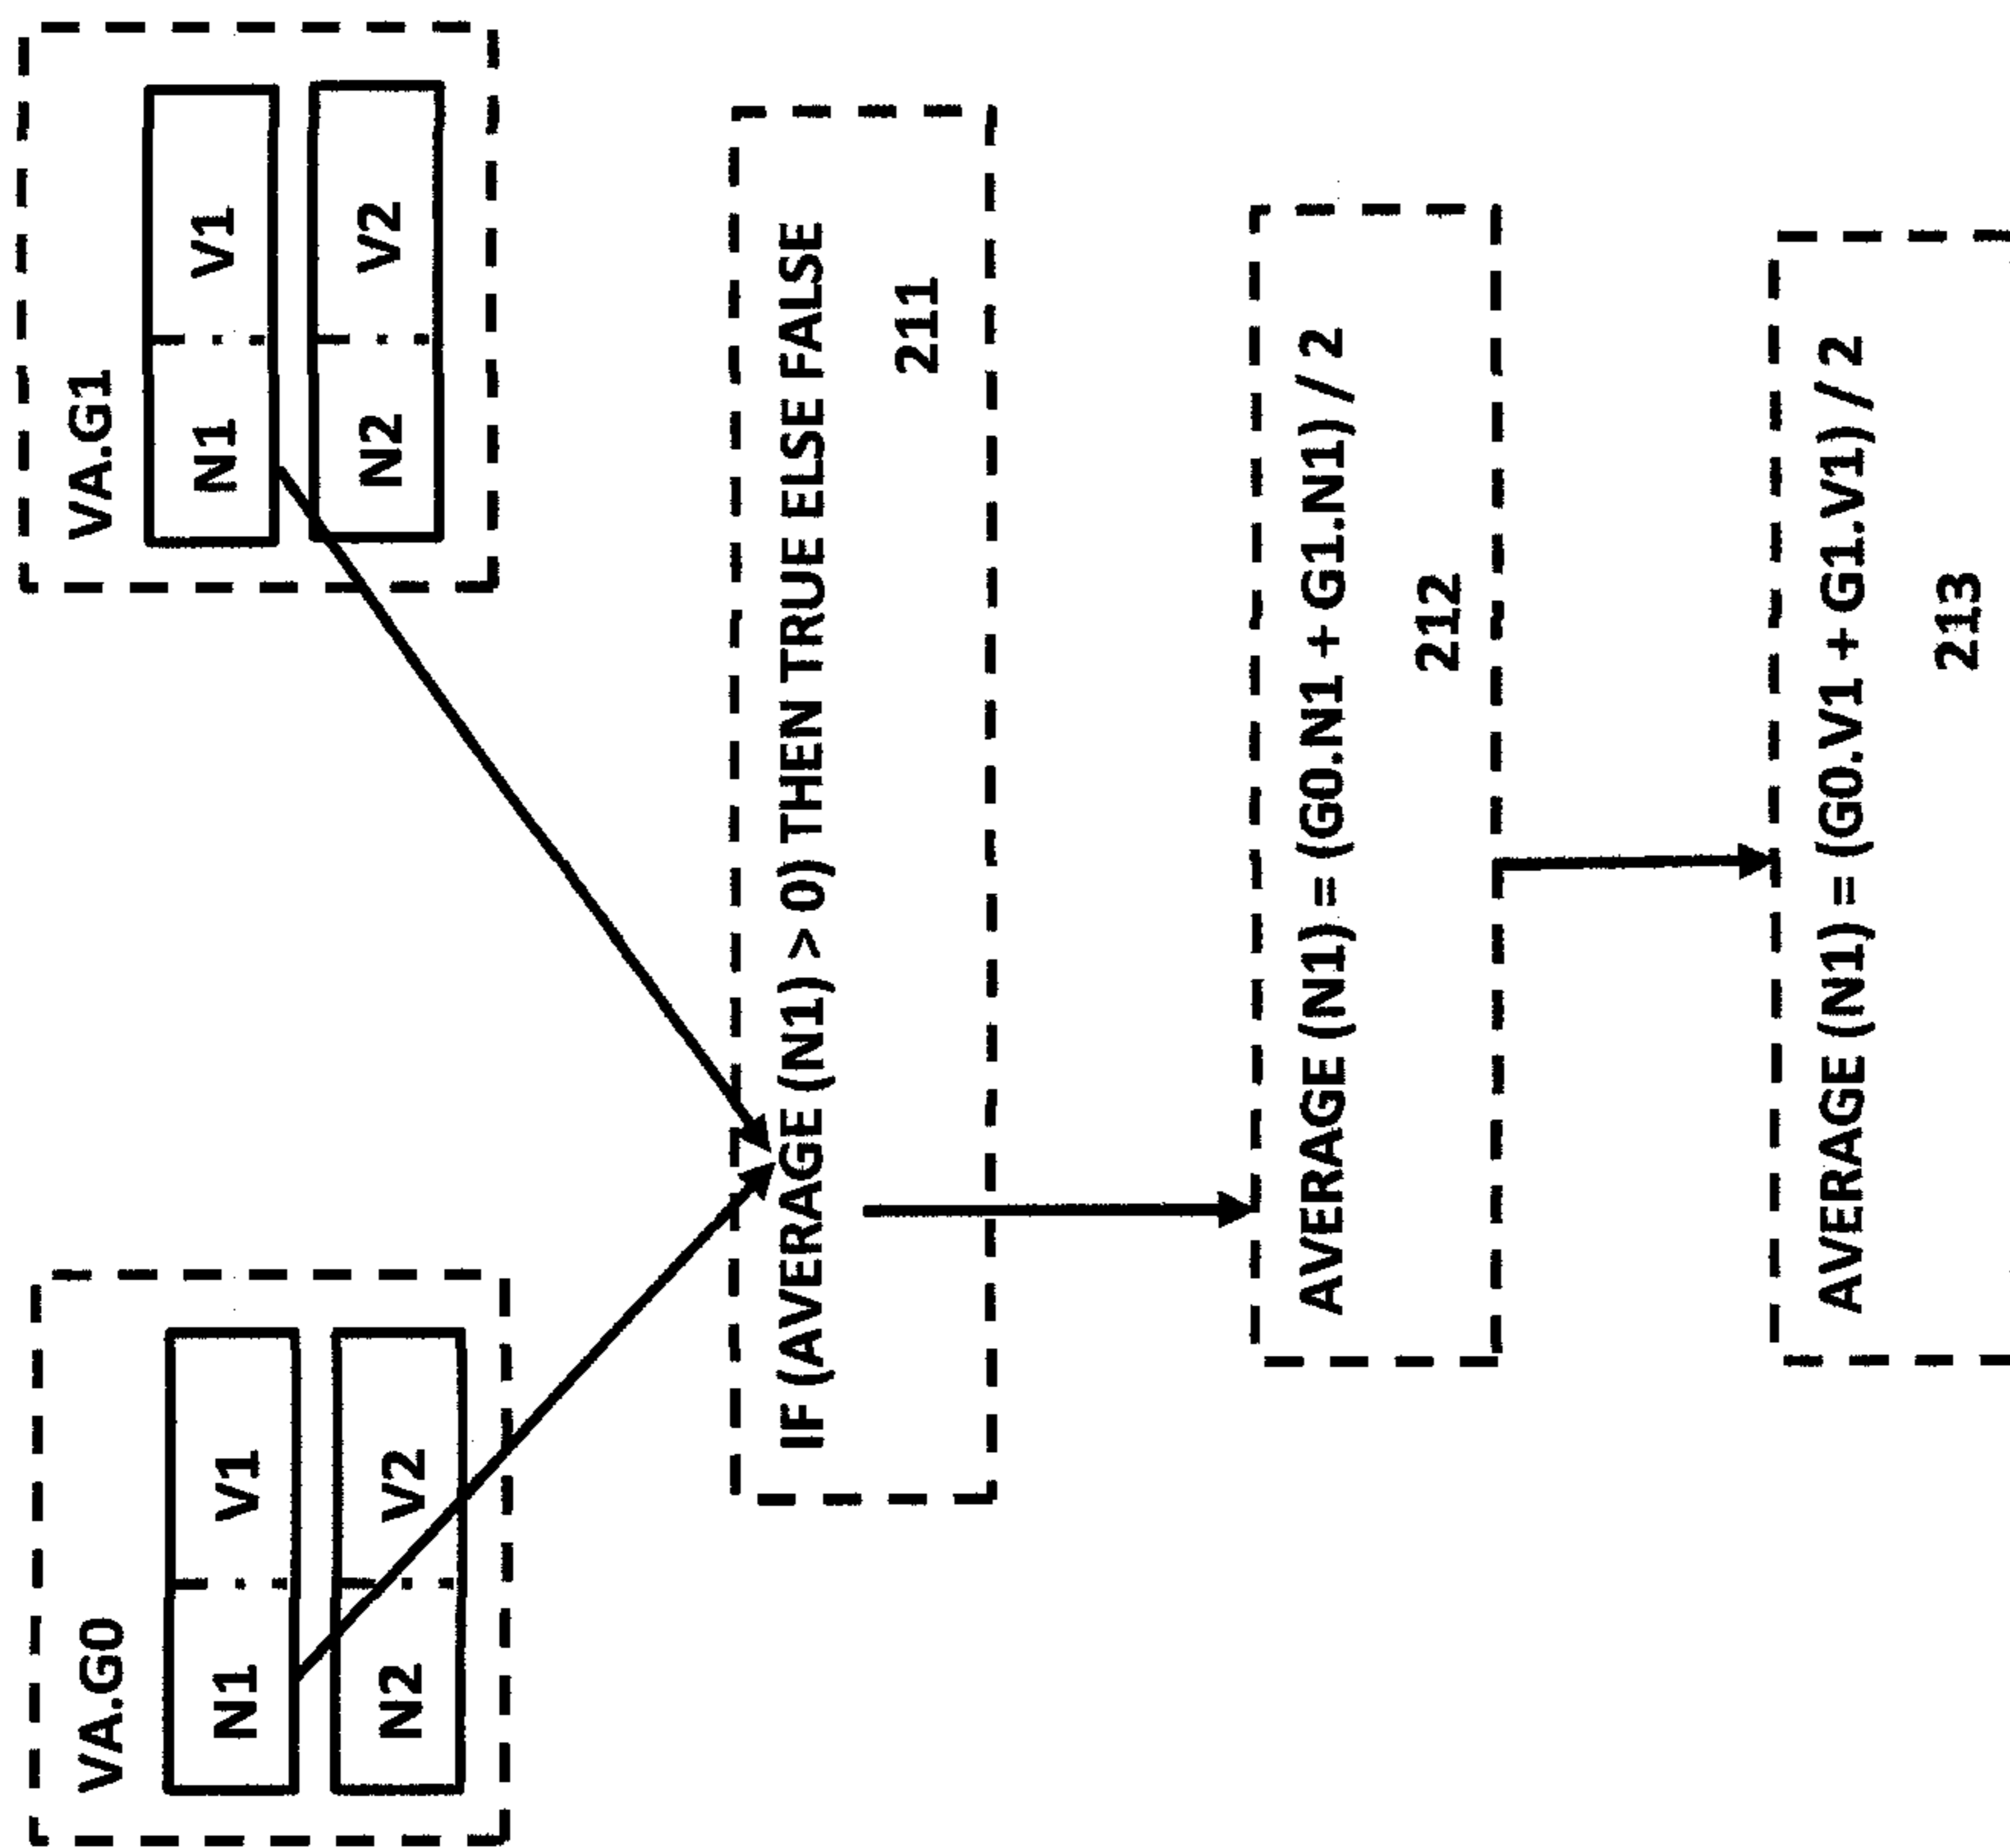 VA.G0
N1 V1
N2 V2
VA.G1
N1 V1
N2 V2
IF (AVERAGE (N1) > 0) THEN TRUE ELSE FALSE
211
AVERAGE (N1) = (G0.N1 + G1.N1) / 2
212
AVERAGE (N1) = (G0.V1 + G1.V1) / 2
213